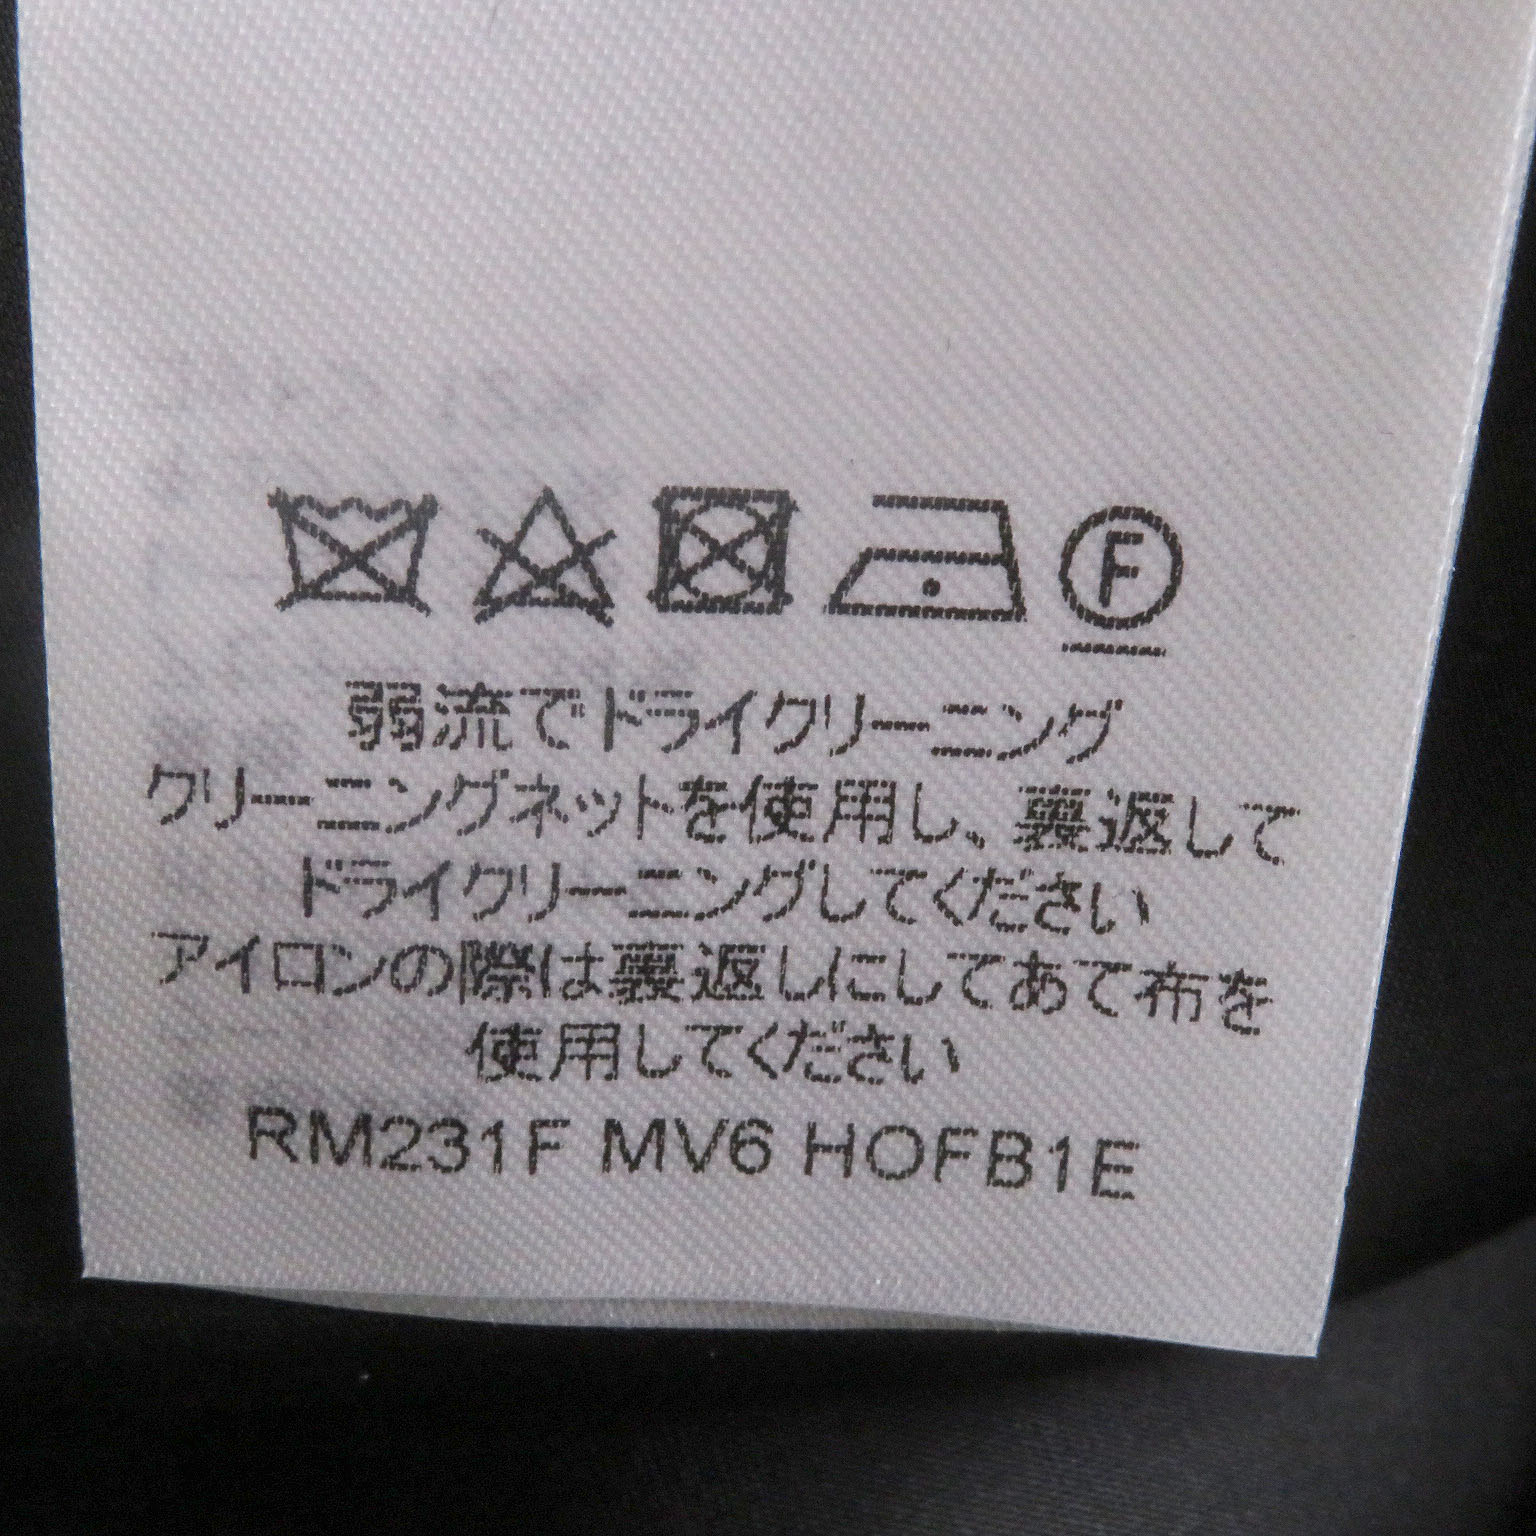 F
弱流でドライクリーニング
クリーニングネットを使用し、裏返して
ドライクリーニングしてください
アイロンの際は裏返しにしてあて布を
使用してください
RM231F MV6 HOFB1E